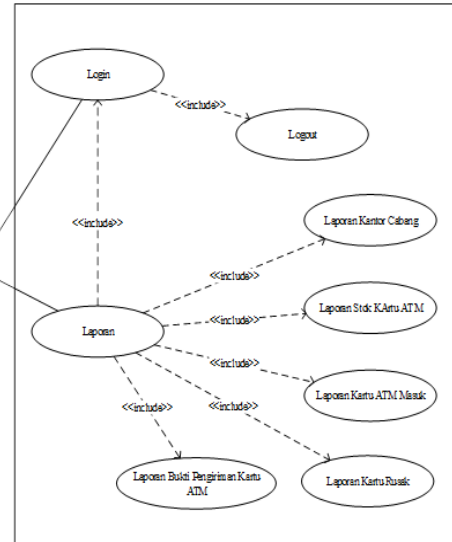 Login
<<include>>
Logout
<<include>>
Laporan Kantor Cabang
<<include>>
Laporan Stok KArtu ATM
<<include>>
Laporan
<<include>>
Laporan Kartu ATM Masuk
<<include>>
<<include>>
Laporan Bukti Pengiriman Kartu
ATM
Laporan Kartu Rusak